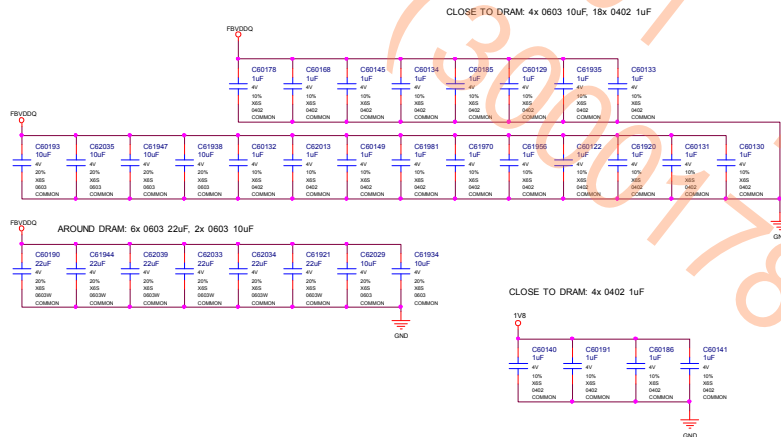 CLOSE TO DRAM: 4x 0603 10uF, 18x 0402 1uF
FBVDDQ
C60178 C60168 C60145 C60134 C60185 C60129 C61935 C60133
1uF 1uF 1uF 1uF 1uF 1uF 1uF 1uF
4V 4V 4V 4V 4V 4V 4V 4V
10% 10% 10% 10% 10% 10% 10% 10%
X6S X6S X6S X6S X6S X6S X6S X6S
0402 0402 0402 0402 0402 0402 0402 0402
COMMON COMMON COMMON COMMON COMMON COMMON COMMON COMMON
FBVDDQ
C60193 C62035 C61947 C61938 C60132 C62013 C60149 C61981 C61970 C61956 C60122 C61920 C60131 C60130
10uF 10uF 10uF 10uF 1uF 1uF 1uF 1uF 1uF 1uF 1uF 1uF 1uF 1uF
4V 4V 4V 4V 4V 4V 4V 4V 4V 4V 4V 4V 4V 4V
20% 20% 20% 20% 10% 10% 10% 10% 10% 10% 10% 10% 10% 10%
X6S X6S X6S X6S X6S X6S X6S X6S X6S X6S X6S X6S X6S X6S
0603 0603 0603 0603 0402 0402 0402 0402 0402 0402 0402 0402 0402 0402
COMMON COMMON COMMON COMMON COMMON COMMON COMMON COMMON COMMON COMMON COMMON COMMON COMMON COMMON
GND
FBVDDQ
AROUND DRAM: 6x 0603 22uF, 2x 0603 10uF
C60190 C61944 C62039 C62033 C62034 C61921 C62029 C61934
22uF 22uF 22uF 22uF 22uF 22uF 10uF 10uF
4V 4V 4V 4V 4V 4V 4V 4V
20% 20% 20% 20% 20% 20% 20% 20%
X6S X6S X6S X6S X6S X6S X6S X6S
0603W 0603W 0603W 0603W 0603W 0603W 0603 0603
COMMON COMMON COMMON COMMON COMMON COMMON COMMON COMMON
GND
CLOSE TO DRAM: 4x 0402 1uF
1V8
C60140 C60191 C60186 C60141
1uF 1uF 1uF 1uF
4V 4V 4V 4V
10% 10% 10% 10%
X6S X6S X6S X6S
0402 0402 0402 0402
COMMON COMMON COMMON COMMON
GND
(3000178